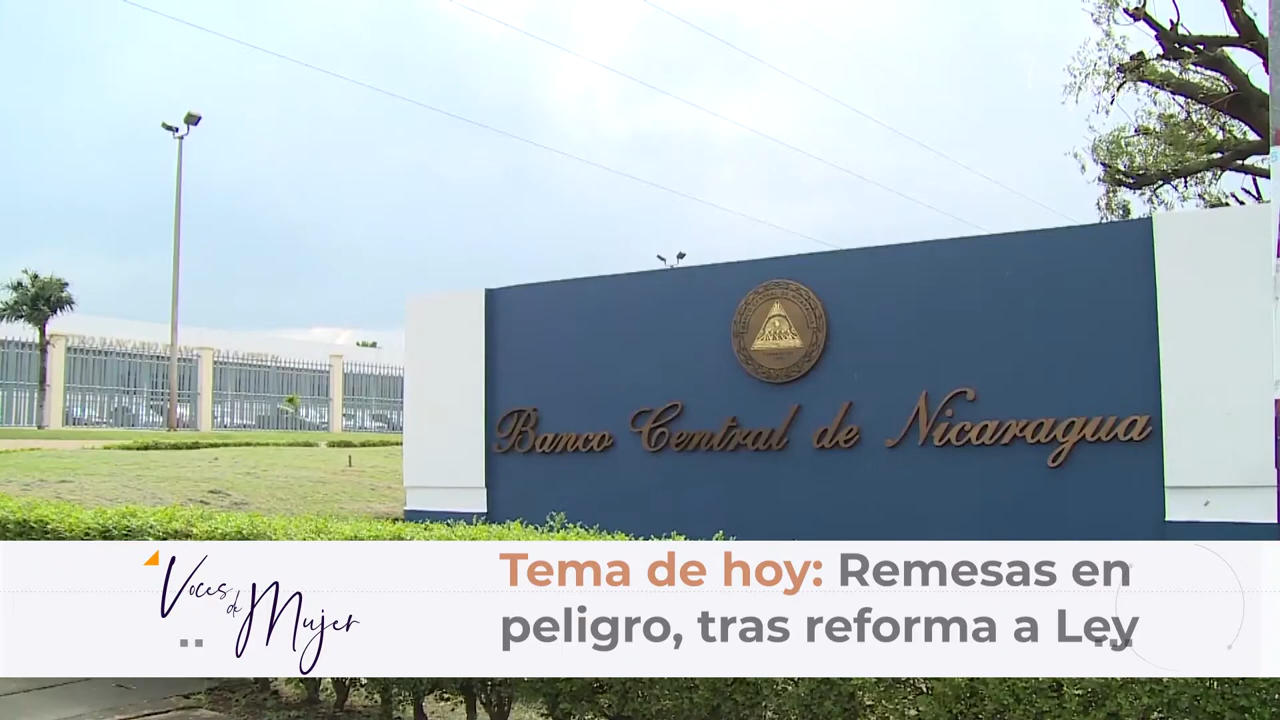 Banco Central de Nicaragua
Voces
de
Mujer
Tema de hoy: Remesas en
peligro, tras reforma a Ley